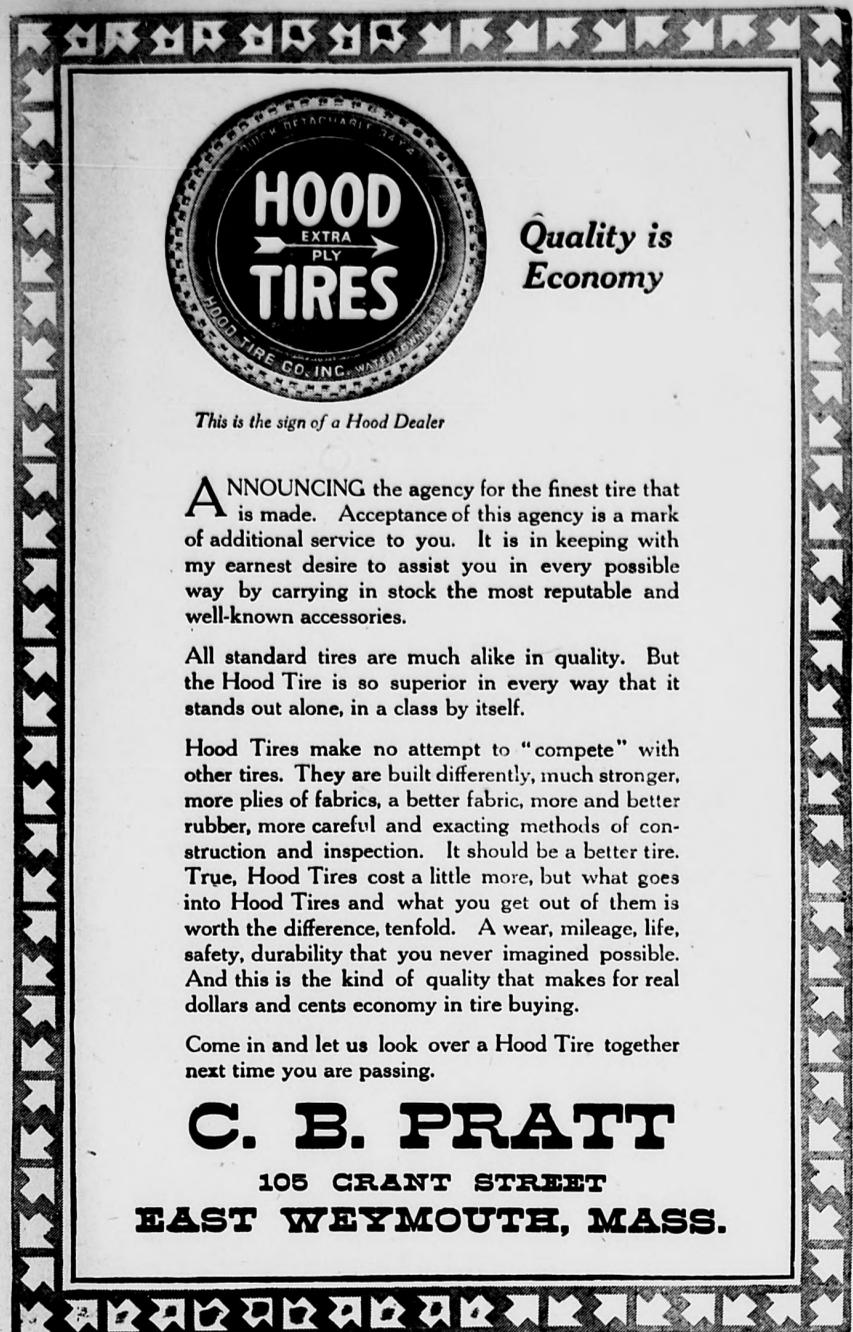 QUICK DETACHABLE 34X4
HOOD
EXTRA
PLY
TIRES
HOOD TIRE CO. INC. WATERTOWN, MASS.
Quality is
Economy
This is the sign of a Hood Dealer
ANNOUNCING the agency for the finest tire that
is made. Acceptance of this agency is a mark
of additional service to you. It is in keeping with
my earnest desire to assist you in every possible
way by carrying in stock the most reputable and
well-known accessories.
All standard tires are much alike in quality. But
the Hood Tire is so superior in every way that it
stands out alone, in a class by itself.
Hood Tires make no attempt to "compete" with
other tires. They are built differently, much stronger,
more plies of fabrics, a better fabric, more and better
rubber, more careful and exacting methods of con-
struction and inspection. It should be a better tire.
True, Hood Tires cost a little more, but what goes
into Hood Tires and what you get out of them is
worth the difference, tenfold. A wear, mileage, life,
safety, durability that you never imagined possible.
And this is the kind of quality that makes for real
dollars and cents economy in tire buying.
Come in and let us look over a Hood Tire together
next time you are passing.
C. B. PRATT
105 CRANT STREET
EAST WEYMOUTH, MASS.